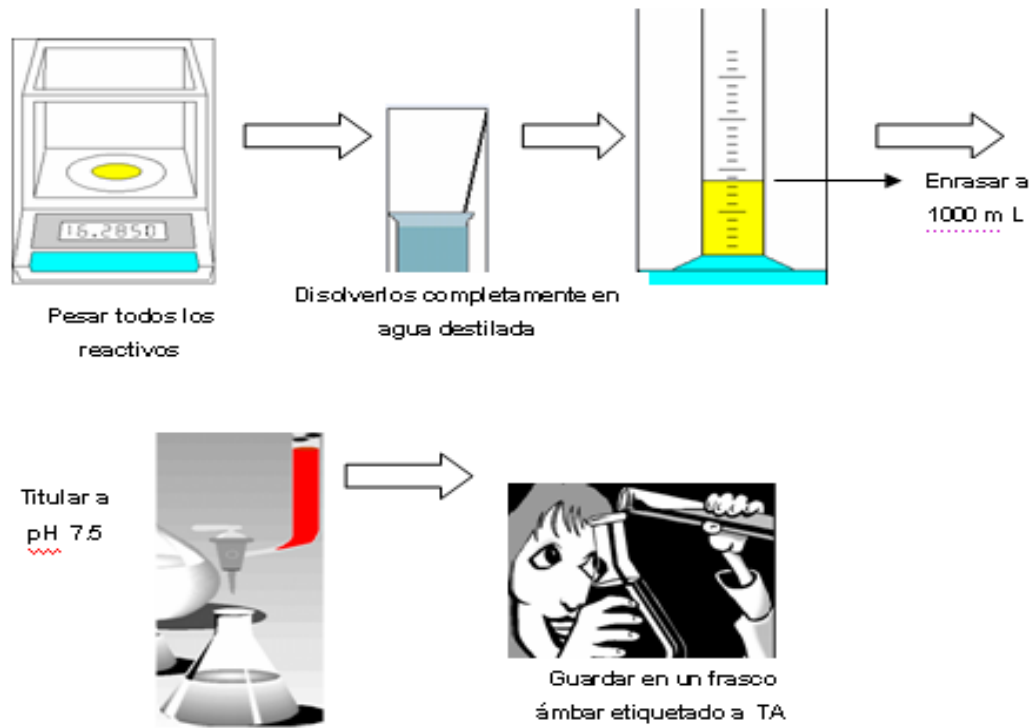 16.2850
Pesar todos los
reactivos
Disolverlos completamente en
agua destilada
Enrasar a
1000 m L
Titular a
pH 7.5
Guardar en un frasco
ámbar etiquetado a TA